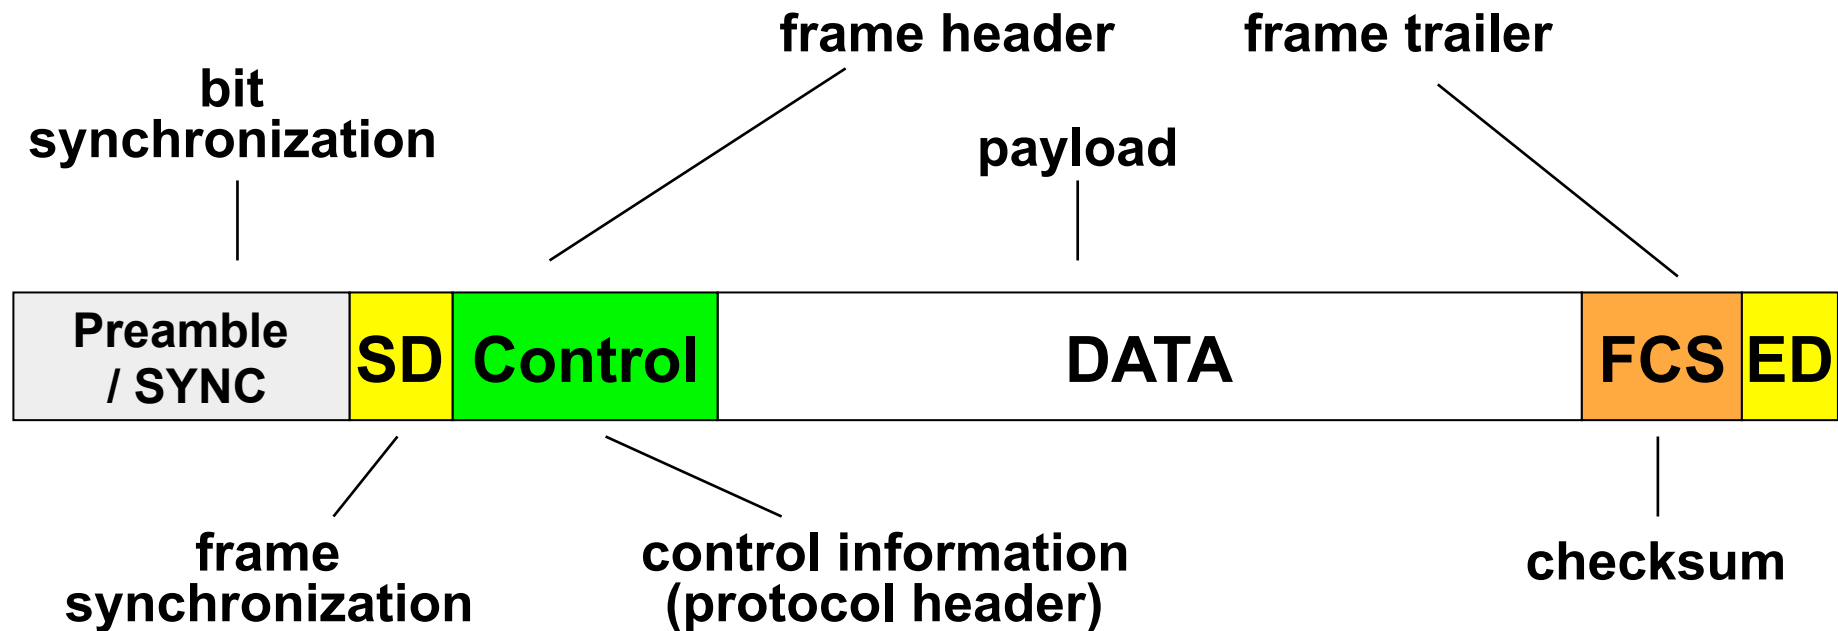 frame header
frame trailer
bit
synchronization
payload
Preamble
/ SYNC
SD
Control
DATA
FCS
ED
frame
synchronization
control information
(protocol header)
checksum